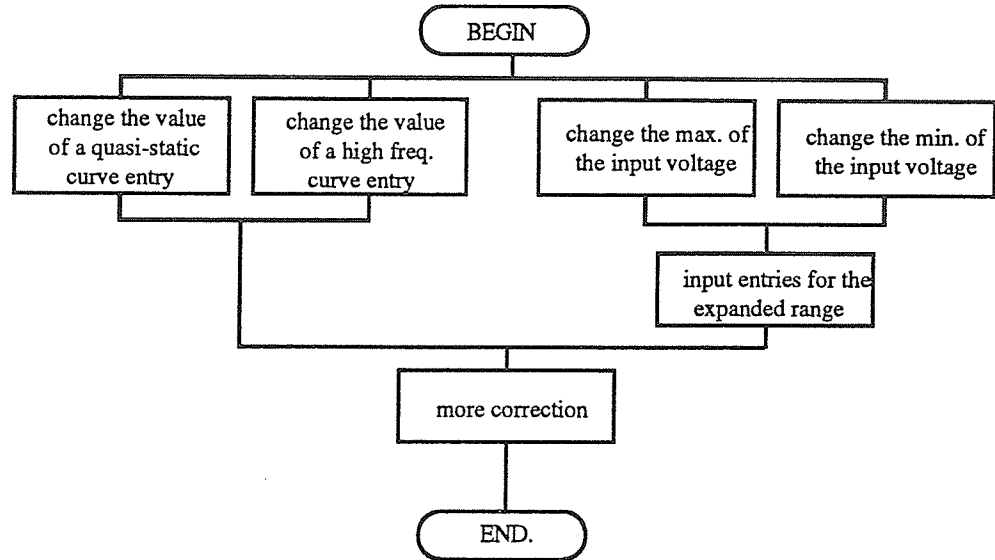 BEGIN
change the value
of a quasi-static
curve entry
change the value
of a high freq.
curve entry
change the max. of
the input voltage
change the min. of
the input voltage
input entries for the
expanded range
more correction
END.